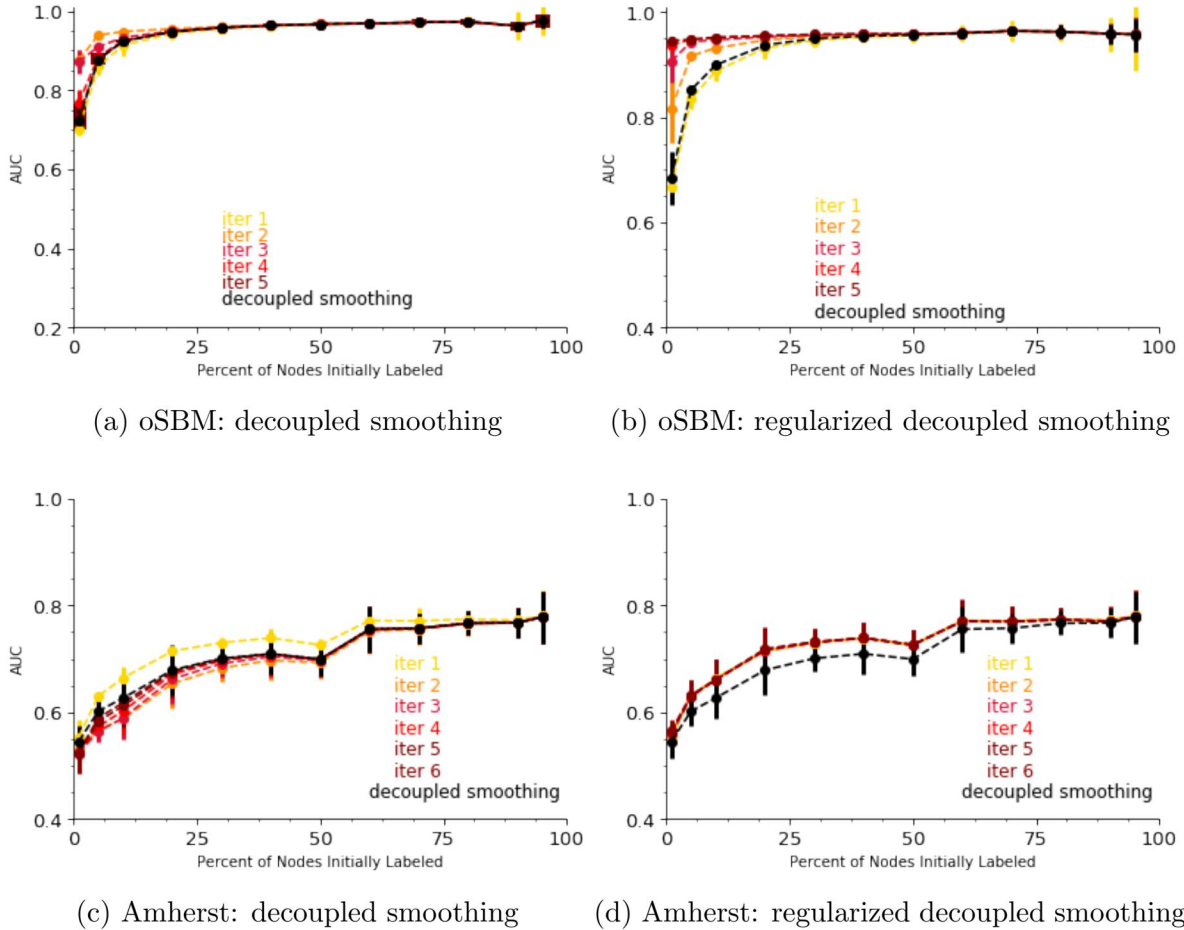 1.0
0.8
0.6
0.4
0.2
AUC
iter 1
iter 2
iter 3
iter 4
iter 5
decoupled smoothing
0 25 50 75 100
Percent of Nodes Initially Labeled
(a) oSBM: decoupled smoothing
1.0
0.8
0.6
0.4
AUC
iter 1
iter 2
iter 3
iter 4
iter 5
decoupled smoothing
0 25 50 75 100
Percent of Nodes Initially Labeled
(b) oSBM: regularized decoupled smoothing
1.0
0.8
0.6
0.4
AUC
iter 1
iter 2
iter 3
iter 4
iter 5
iter 6
decoupled smoothing
0 25 50 75 100
Percent of Nodes Initially Labeled
(c) Amherst: decoupled smoothing
1.0
0.8
0.6
0.4
AUC
iter 1
iter 2
iter 3
iter 4
iter 5
iter 6
decoupled smoothing
0 25 50 75 100
Percent of Nodes Initially Labeled
(d) Amherst: regularized decoupled smoothing